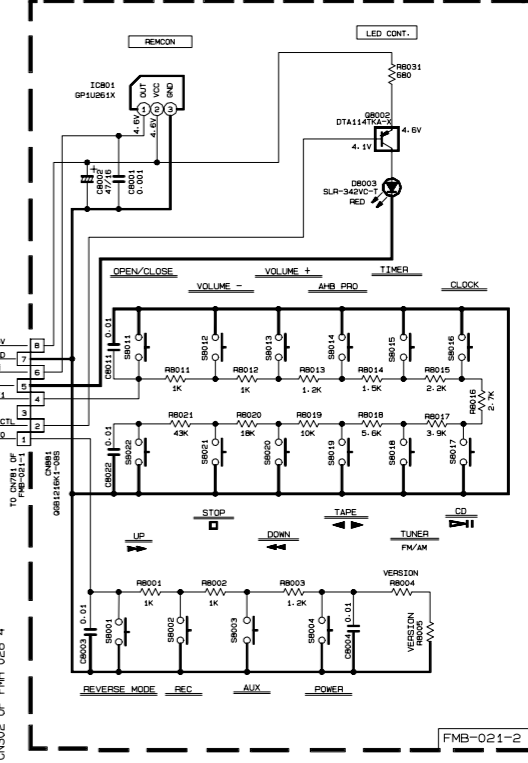 REMCON
LED CONT.
IC801
GP1U261X
OUT
VCC
GND
1
2
3
4.6V
4.6V
R8031
680
Q8002
DTA114TKA-X
4.6V
4.1V
D8003
SLR-342VC-T
RED
C8002
47/16
C8001
0.001
OPEN/CLOSE
VOLUME -
VOLUME +
AHB PRO
TIMER
CLOCK
C8011 0.01
S8011
S8012
S8013
S8014
S8015
S8016
R8011
1K
R8012
1K
R8013
1.2K
R8014
1.5K
R8015
2.2K
R8016
2.7K
R8021
43K
R8020
18K
R8019
10K
R8018
5.6K
R8017
3.9K
C8022 0.01
S8022
S8021
S8020
S8019
S8018
S8017
8
7
6
5
4
3
2
1
CTL
TO CN781 OF
FMB-021-1
CN881
QGB1216K1-08S
UP
STOP
DOWN
TAPE
TUNER
FM/AM
CD
R8001
1K
R8002
1K
R8003
1.2K
VERSION
R8004
VERSION
R8005
C8003 0.01
S8001
S8002
S8003
S8004
C8004 0.01
REVERSE MODE
REC
AUX
POWER
FMB-021-2